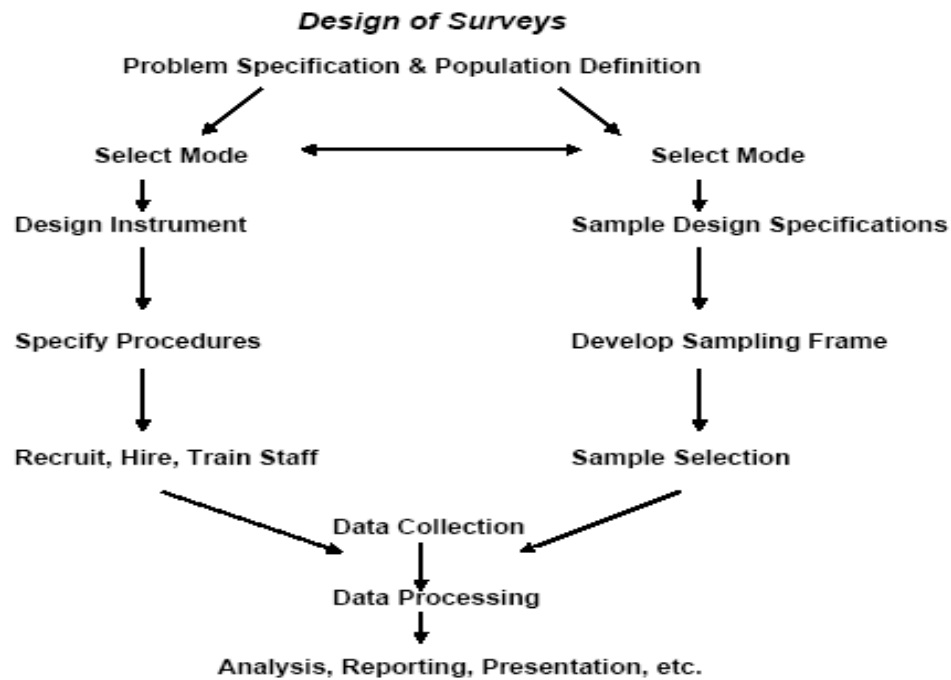 Design of Surveys
Problem Specification & Population Definition
Select Mode
Select Mode
Design Instrument
Sample Design Specifications
Specify Procedures
Develop Sampling Frame
Recruit, Hire, Train Staff
Sample Selection
Data Collection
Data Processing
Analysis, Reporting, Presentation, etc.